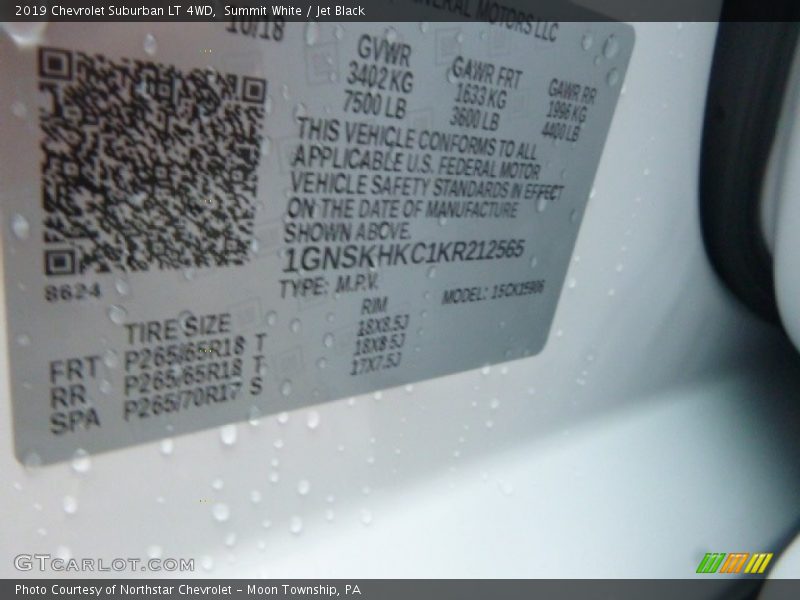 2019 Chevrolet Suburban LT 4WD, Summit White / Jet Black
10/18 GENERAL MOTORS LLC
GVWR GAWR FRT GAWR RR
3402 KG 1633 KG 1996 KG
7500 LB 3600 LB 4400 LB
THIS VEHICLE CONFORMS TO ALL
APPLICABLE U.S. FEDERAL MOTOR
VEHICLE SAFETY STANDARDS IN EFFECT
ON THE DATE OF MANUFACTURE
SHOWN ABOVE.
1GNSKHKC1KR212565
8624
TYPE: M.P.V. MODEL: 15CK15906
TIRE SIZE RIM
FRT P265/65R18 T 18X8.5J
RR P265/65R18 T 18X8.5J
SPA P265/70R17 S 17X7.5J
GTCARLOT.COM
Photo Courtesy of Northstar Chevrolet - Moon Township, PA